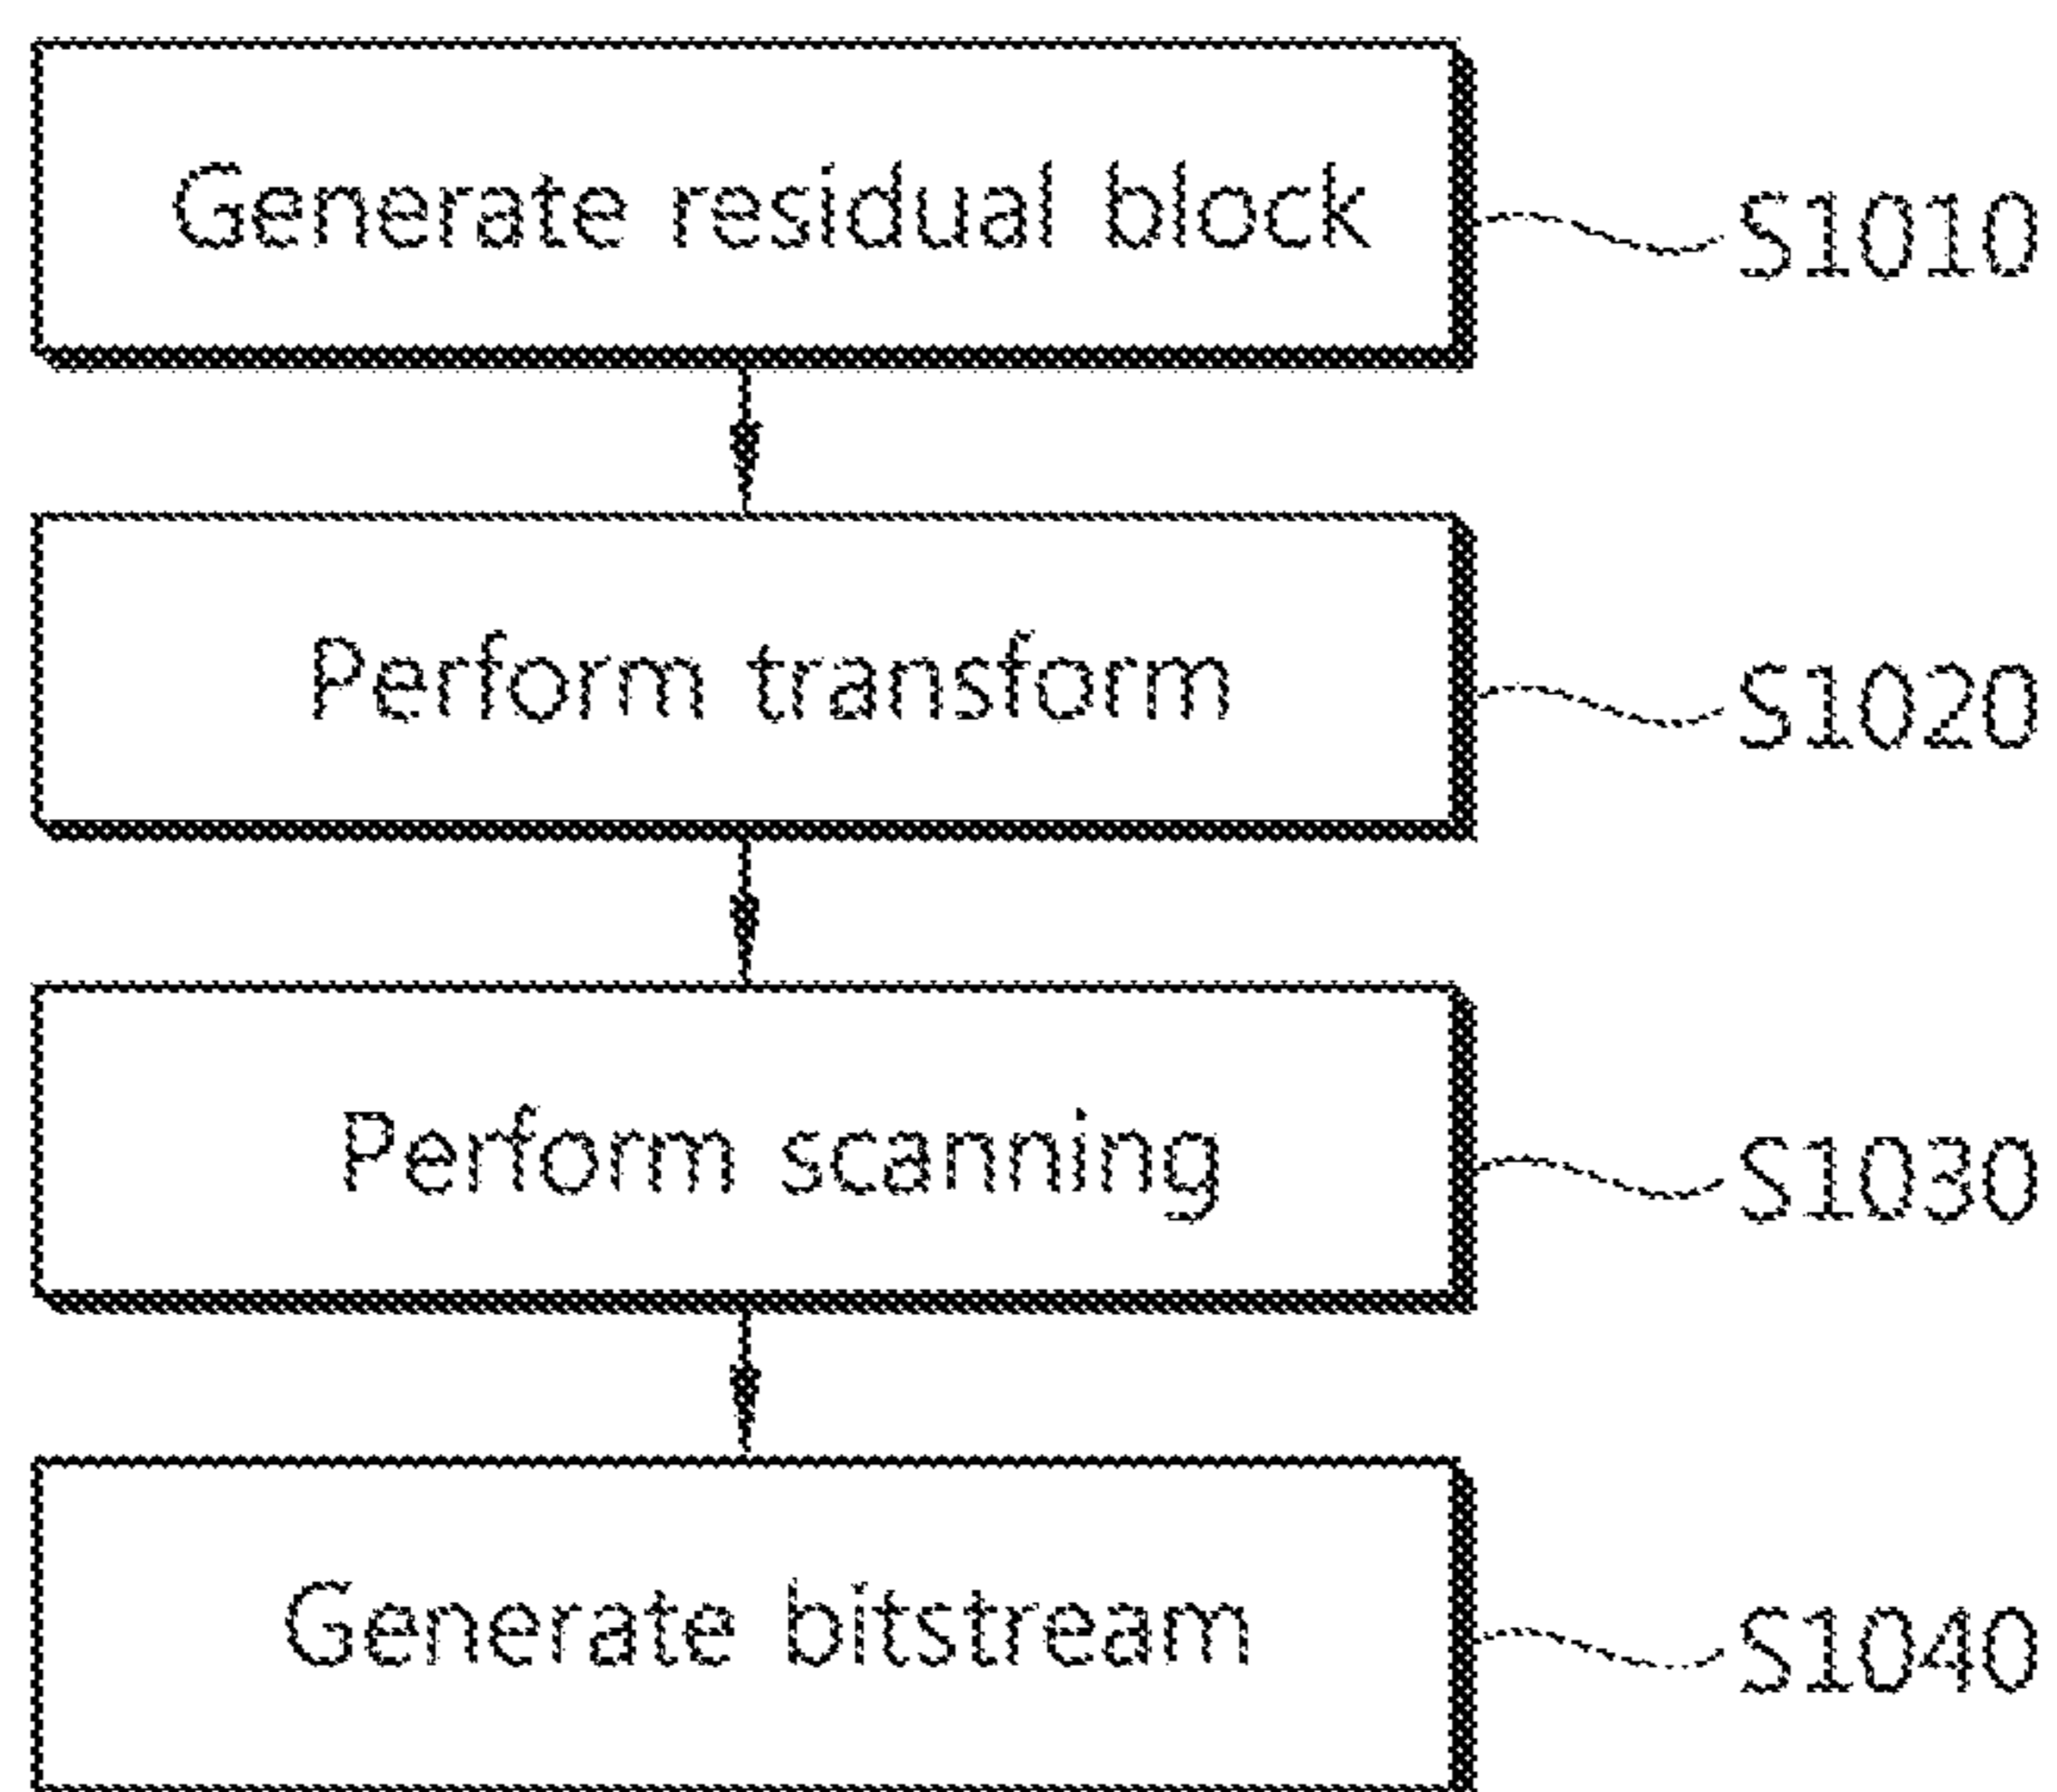 Generate residual block S1010
Perform transform S1020
Perform scanning S1030
Generate bitstream S1040